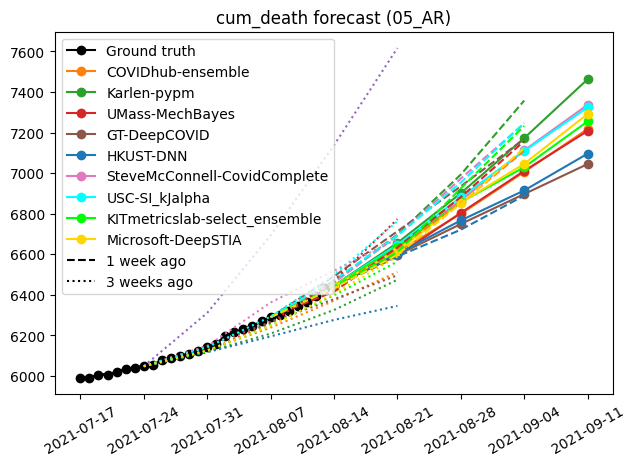 cum_death forecast (05_AR)
7600
7400
7200
7000
6800
6600
6400
6200
6000
Ground truth
COVIDhub-ensemble
Karlen-pypm
UMass-MechBayes
GT-DeepCOVID
HKUST-DNN
SteveMcConnell-CovidComplete
USC-SI_kJalpha
KITmetricslab-select_ensemble
Microsoft-DeepSTIA
1 week ago
3 weeks ago
2021-07-17
2021-07-24
2021-07-31
2021-08-07
2021-08-14
2021-08-21
2021-08-28
2021-09-04
2021-09-11